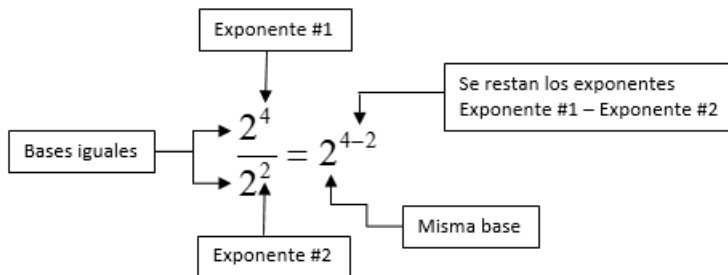 Exponente #1
Se restan los exponentes
Exponente #1 – Exponente #2
Bases iguales
2^4 / 2^2 = 2^{4-2}
Misma base
Exponente #2